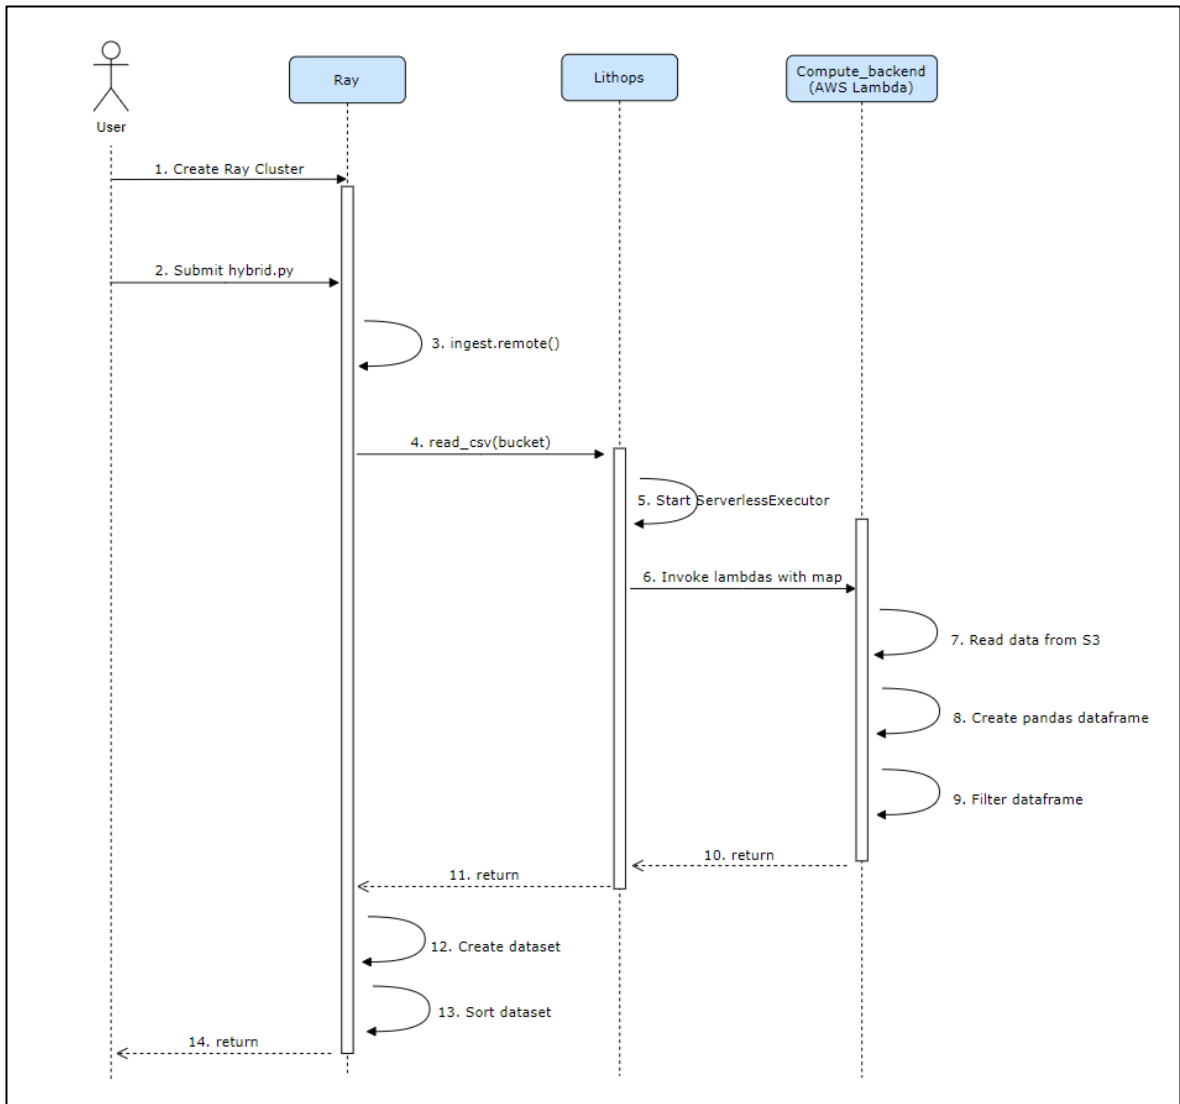 User
Ray
Lithops
Compute_backend
(AWS Lambda)
1. Create Ray Cluster
2. Submit hybrid.py
3. ingest.remote()
4. read_csv(bucket)
5. Start ServerlessExecutor
6. Invoke lambdas with map
7. Read data from S3
8. Create pandas dataframe
9. Filter dataframe
10. return
11. return
12. Create dataset
13. Sort dataset
14. return